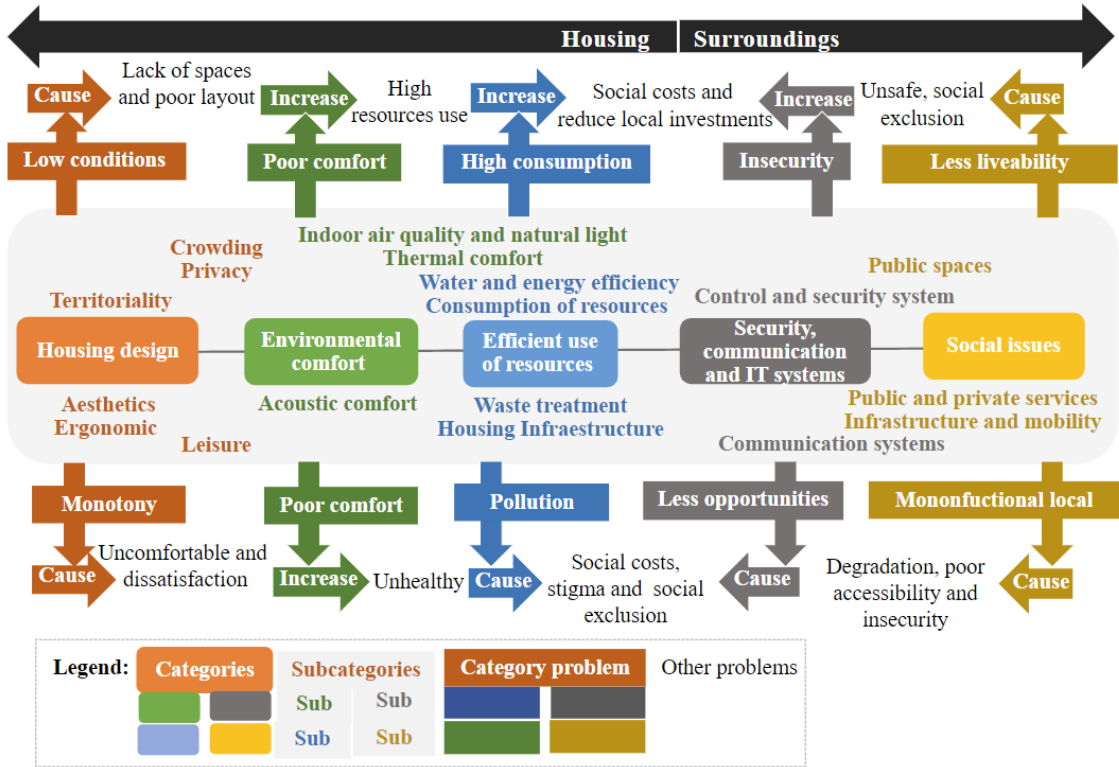 Housing
Surroundings
Cause
Lack of spaces
and poor layout
Increase
High
resources use
Increase
Social costs and
reduce local investments
Increase
Unsafe, social
exclusion
Cause
Low conditions
Poor comfort
High consumption
Insecurity
Less liveability
Crowding
Privacy
Territoriality
Indoor air quality and natural light
Thermal comfort
Water and energy efficiency
Consumption of resources
Control and security system
Public spaces
Housing design
Environmental
comfort
Efficient use
of resources
Security,
communication
and IT systems
Social issues
Aesthetics
Ergonomic
Leisure
Acoustic comfort
Waste treatment
Housing Infraestructure
Communication systems
Public and private services
Infrastructure and mobility
Monotony
Poor comfort
Pollution
Less opportunities
Mononfuctional local
Cause
Uncomfortable and
dissatisfaction
Increase
Unhealthy
Cause
Social costs,
stigma and social
exclusion
Cause
Degradation, poor
accessibility and
insecurity
Cause
Legend:
Categories
Subcategories
Category problem
Other problems
Sub
Sub
Sub
Sub